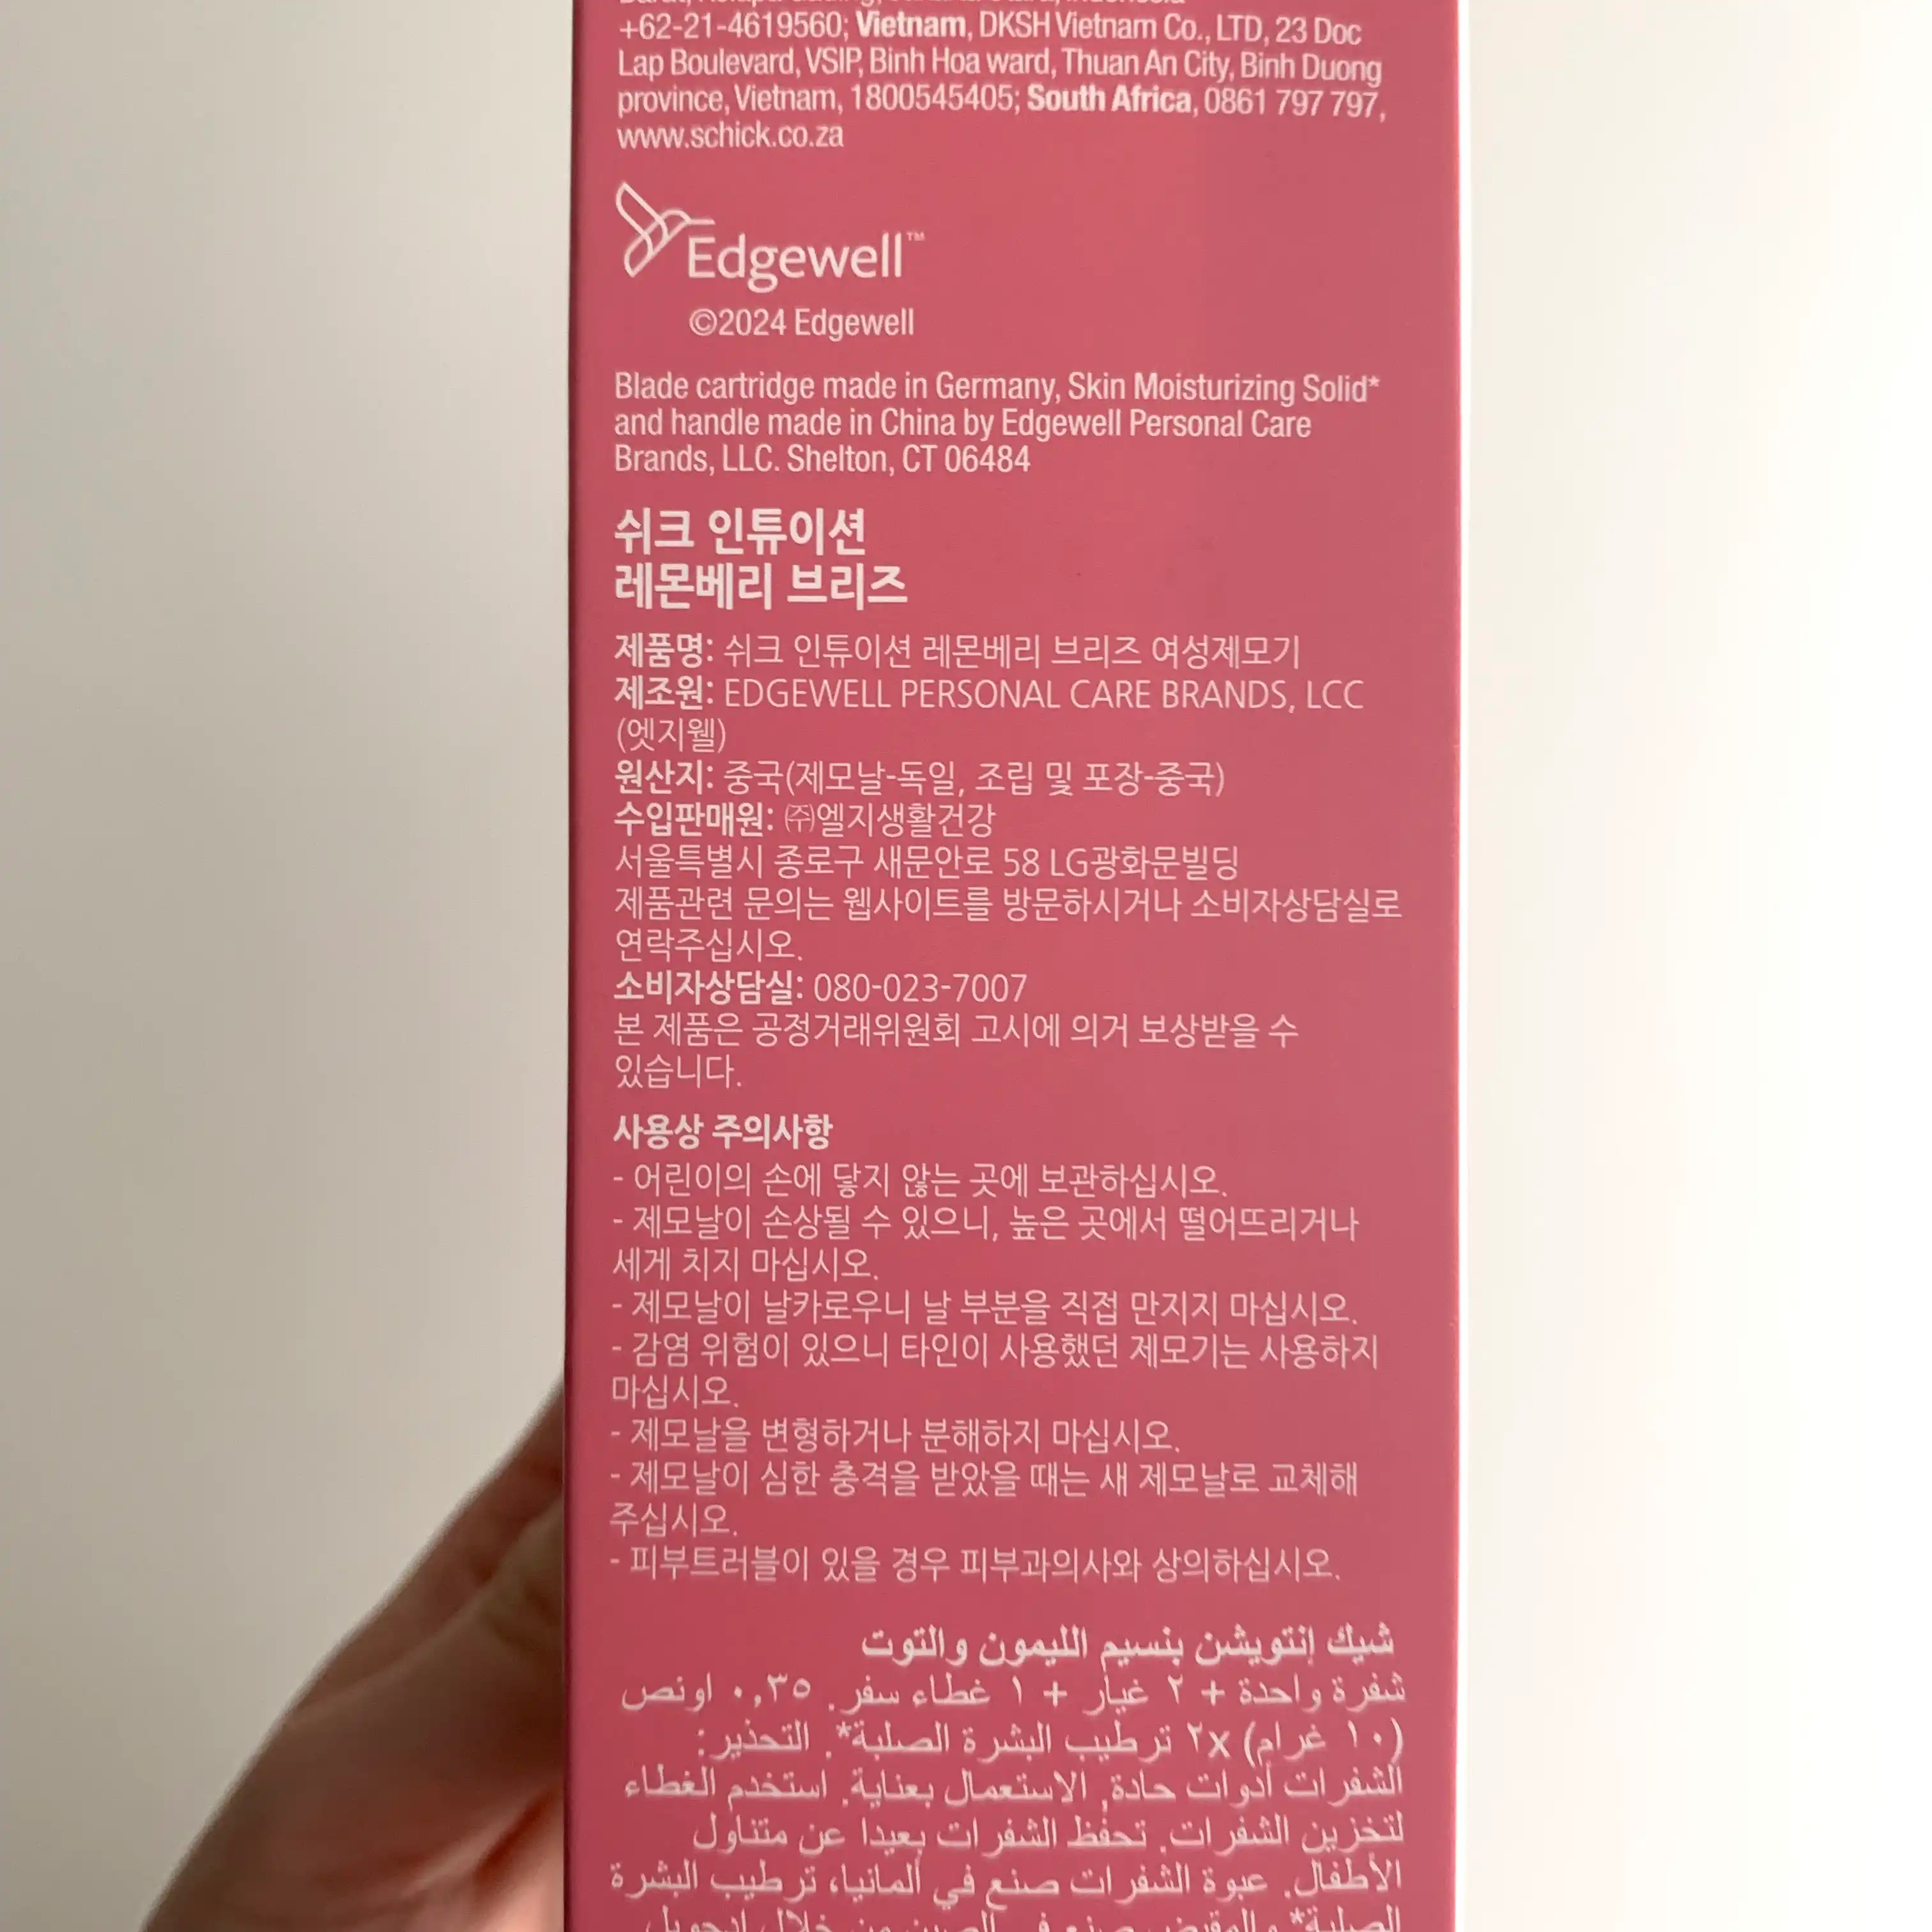 +62-21-4619560; Vietnam, DKSH Vietnam Co., LTD, 23 Doc
Lap Boulevard, VSIP, Binh Hoa ward, Thuan An City, Binh Duong
province, Vietnam, 1800545405; South Africa, 0861 797 797,
www.schick.co.za
Edgewell™
©2024 Edgewell
Blade cartridge made in Germany, Skin Moisturizing Solid*
and handle made in China by Edgewell Personal Care
Brands, LLC. Shelton, CT 06484
쉬크 인튜이션
레몬베리 브리즈
제품명: 쉬크 인튜이션 레몬베리 브리즈 여성제모기
제조원: EDGEWELL PERSONAL CARE BRANDS, LCC
(엣지웰)
원산지: 중국(제모날-독일, 조립 및 포장-중국)
수입판매원: ㈜엘지생활건강
서울특별시 종로구 새문안로 58 LG광화문빌딩
제품관련 문의는 웹사이트를 방문하시거나 소비자상담실로
연락주십시오.
소비자상담실: 080-023-7007
본 제품은 공정거래위원회 고시에 의거 보상받을 수
있습니다.
사용상 주의사항
- 어린이의 손에 닿지 않는 곳에 보관하십시오.
- 제모날이 손상될 수 있으니, 높은 곳에서 떨어뜨리거나
세게 치지 마십시오.
- 제모날이 날카로우니 날 부분을 직접 만지지 마십시오.
- 감염 위험이 있으니 타인이 사용했던 제모기는 사용하지
마십시오.
- 제모날을 변형하거나 분해하지 마십시오.
- 제모날이 심한 충격을 받았을 때는 새 제모날로 교체해
주십시오.
- 피부트러블이 있을 경우 피부과의사와 상의하십시오.
شيك إنتويشن بنسيم الليمون والتوت
شفرة واحدة + ٢ غيار + ١ غطاء سفر. ٠,٣٥ اونص
(١٠ غرام) x٢ ترطيب البشرة الصلبة*. التحذير:
الشفرات أدوات حادة, الاستعمال بعناية. استخدم الغطاء
لتخزين الشفرات. تحفظ الشفرات بعيدا عن متناول
الأطفال. عبوة الشفرات صنع في ألمانيا، ترطيب البشرة